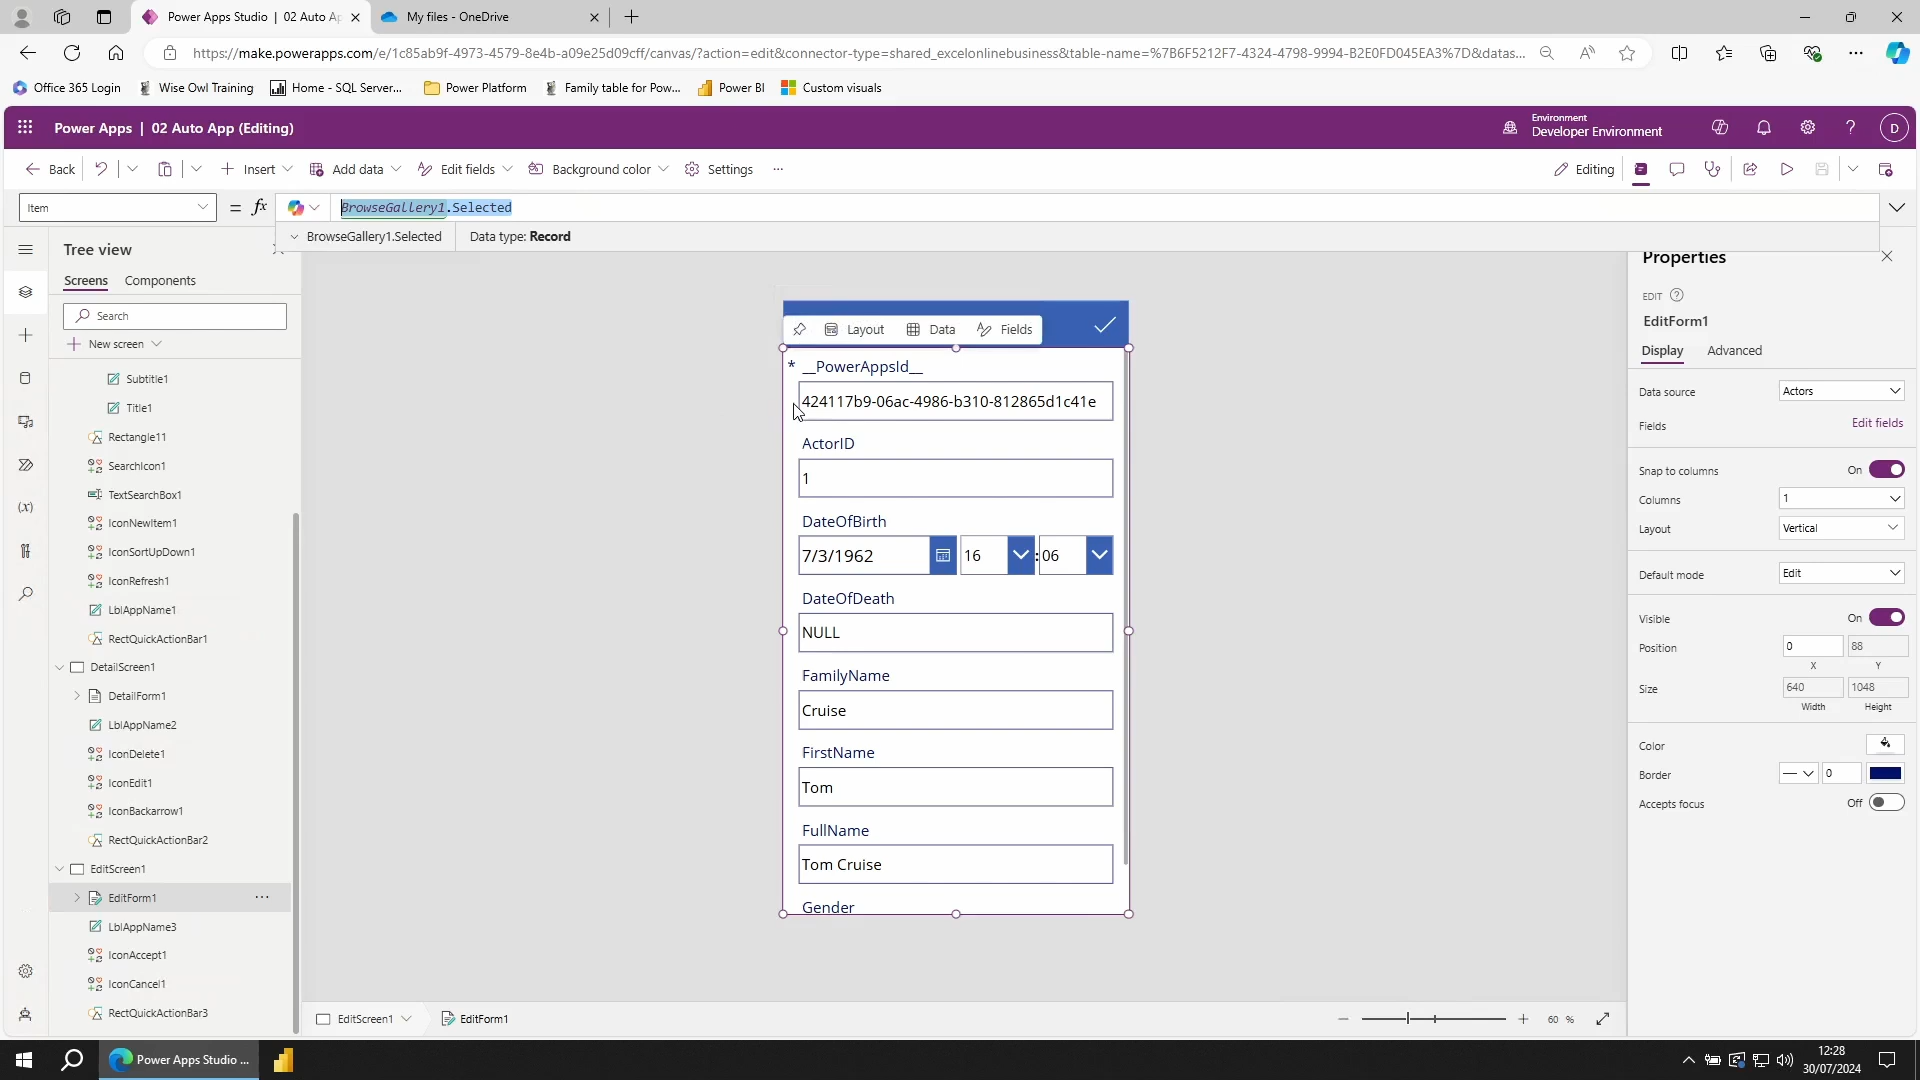 Power Apps Studio | 02 Auto Ap
My files - OneDrive
https://make.powerapps.com/e/1c85ab9f-4973-4579-8e4b-a09e25d09cff/canvas/?action=edit&connector-type=shared_excelonlinebusiness&table-name=%7B6F5212F7-4324-4798-9994-B2E0FD045EA3%7D&datas...
Office 365 Login
Wise Owl Training
Home - SQL Server...
Power Platform
Family table for Pow...
Power BI
Custom visuals
Power Apps | 02 Auto App (Editing)
Environment
Developer Environment
D
Back
Insert
Add data
Edit fields
Background color
Settings
...
Editing
Item
= fx
BrowseGallery1.Selected
BrowseGallery1.Selected
Data type: Record
Tree view
Screens
Components
Search
New screen
Subtitle1
Title1
Rectangle11
SearchIcon1
TextSearchBox1
IconNewItem1
IconSortUpDown1
IconRefresh1
LblAppName1
RectQuickActionBar1
DetailScreen1
DetailForm1
LblAppName2
IconDelete1
IconEdit1
IconBackarrow1
RectQuickActionBar2
EditScreen1
EditForm1
...
LblAppName3
IconAccept1
IconCancel1
RectQuickActionBar3
Layout
Data
Fields
* __PowerAppsId__
424117b9-06ac-4986-b310-812865d1c41e
ActorID
1
DateOfBirth
7/3/1962
16
:
06
DateOfDeath
NULL
FamilyName
Cruise
FirstName
Tom
FullName
Tom Cruise
Gender
EditScreen1
EditForm1
60 %
Properties
EDIT
EditForm1
Display
Advanced
Data source
Actors
Fields
Edit fields
Snap to columns
On
Columns
1
Layout
Vertical
Default mode
Edit
Visible
On
Position
0
88
X
Y
Size
640
1048
Width
Height
Color
Border
0
Accepts focus
Off
Power Apps Studio ...
12:28
30/07/2024